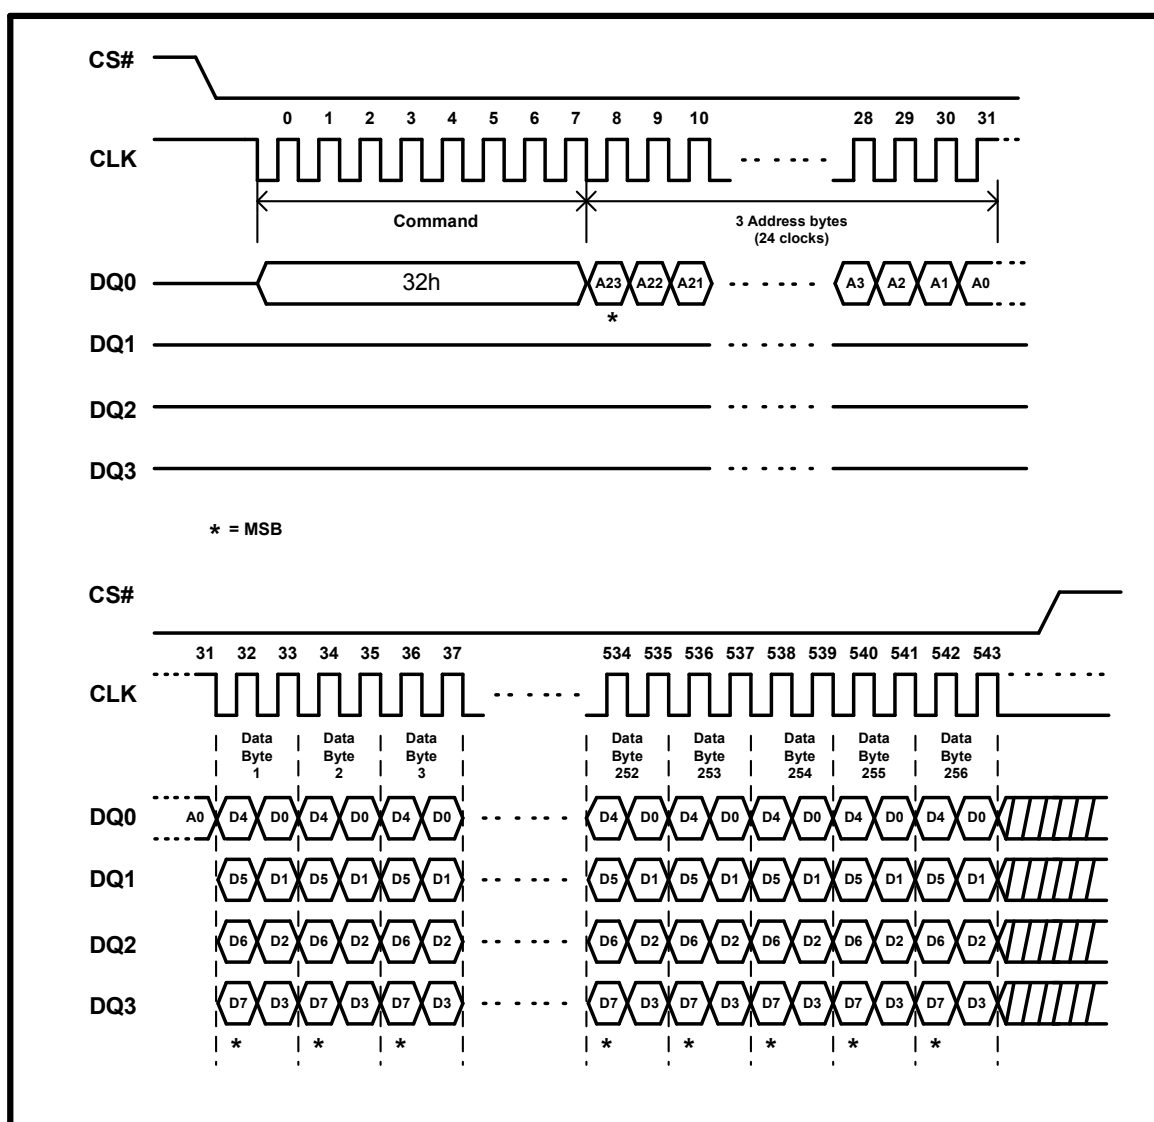 CS#
0 1 2 3 4 5 6 7 8 9 10 28 29 30 31
CLK
Command
3 Address bytes
(24 clocks)
DQ0 32h A23 A22 A21 A3 A2 A1 A0
*
DQ1
DQ2
DQ3
* = MSB
CS#
31 32 33 34 35 36 37 534 535 536 537 538 539 540 541 542 543
CLK
Data Data Data Data Data Data Data Data
Byte Byte Byte Byte Byte Byte Byte Byte
1 2 3 252 253 254 255 256
DQ0 A0 D4 D0 D4 D0 D4 D0 D4 D0 D4 D0 D4 D0 D4 D0 D4 D0
DQ1 D5 D1 D5 D1 D5 D1 D5 D1 D5 D1 D5 D1 D5 D1 D5 D1
DQ2 D6 D2 D6 D2 D6 D2 D6 D2 D6 D2 D6 D2 D6 D2 D6 D2
DQ3 D7 D3 D7 D3 D7 D3 D7 D3 D7 D3 D7 D3 D7 D3 D7 D3
* * * * * * * *